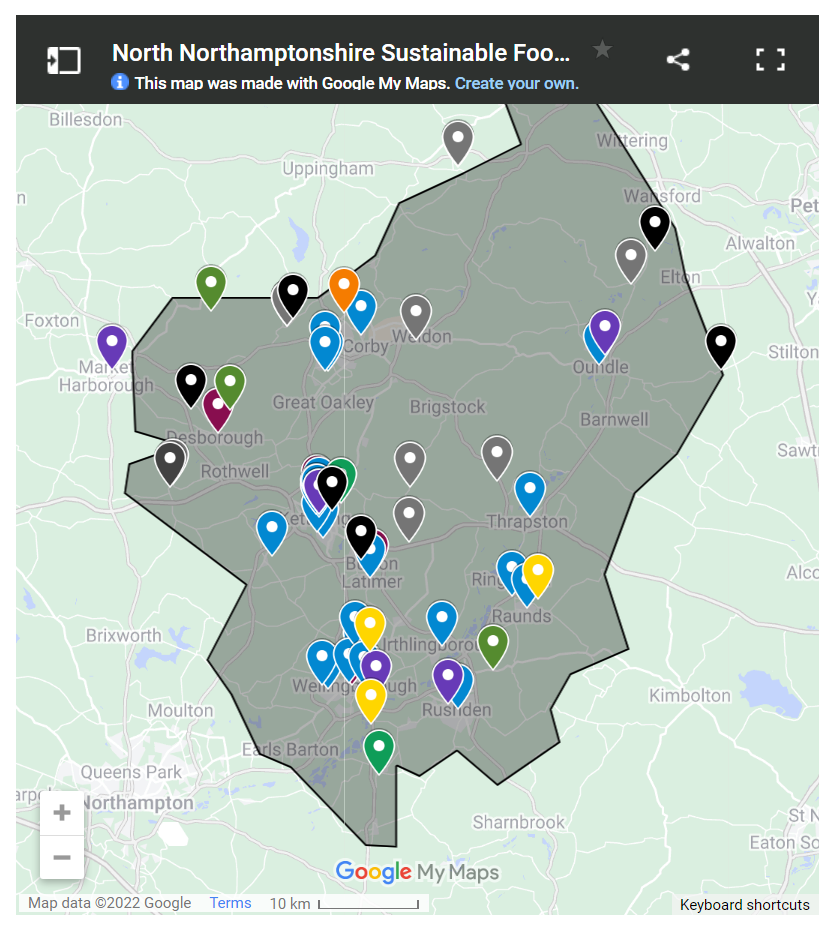 North Northamptonshire Sustainable Foo...
This map was made with Google My Maps. Create your own.
Billesdon
Wittering
Uppingham
Wansford
Alwalton
Elton
Foxton
Weldon
Corby
Stilton
Market
Harborough
Oundle
Great Oakley
Brigstock
Barnwell
Desborough
Rothwell
Thrapston
Latimer
Raunds
Brixworth
Irthlingborou
Kimbolton
Rushden
Moulton
Earls Barton
Queens Park
Northampton
Sharnbrook
St N
Eaton So
Google My Maps
Map data ©2022 Google Terms 10 km
Keyboard shortcuts